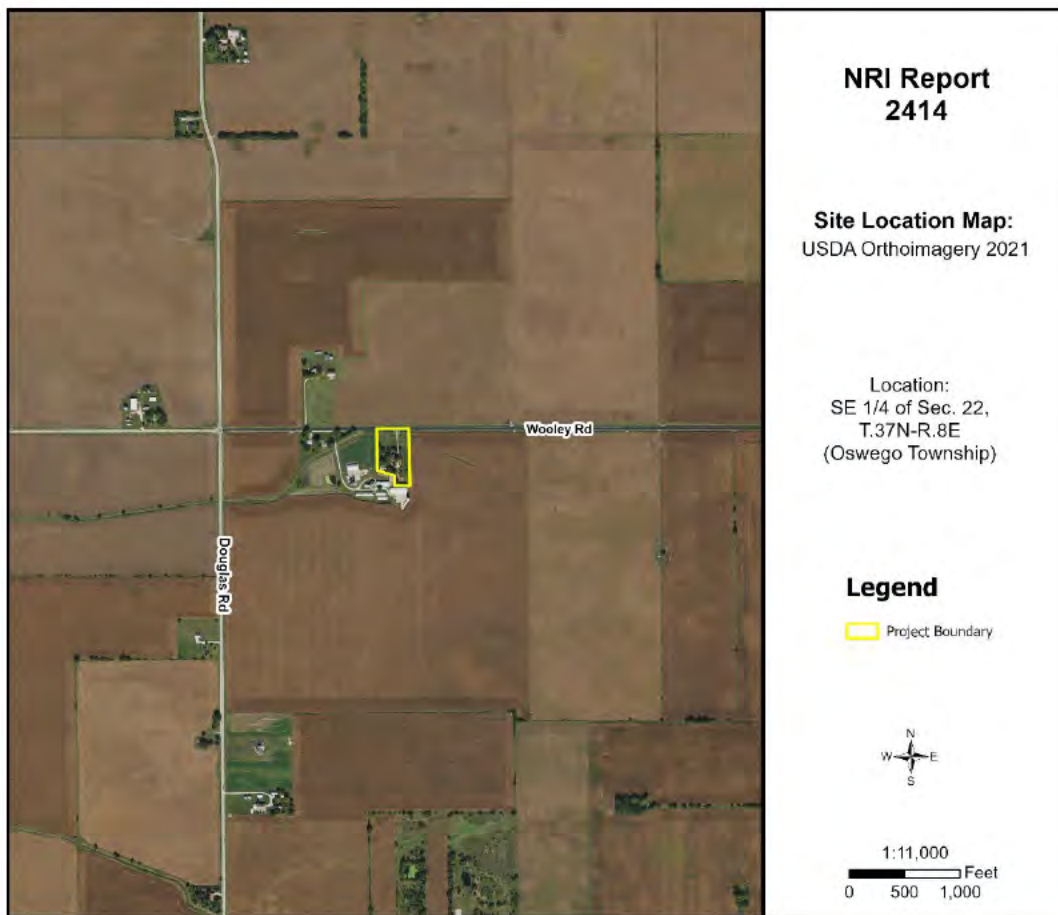 NRI Report
2414
Site Location Map:
USDA Orthoimagery 2021
Location:
SE 1/4 of Sec. 22,
T.37N-R.8E
(Oswego Township)
Wooley Rd
Douglas Rd
Legend
Project Boundary
N
W E
S
1:11,000
Feet
0 500 1,000